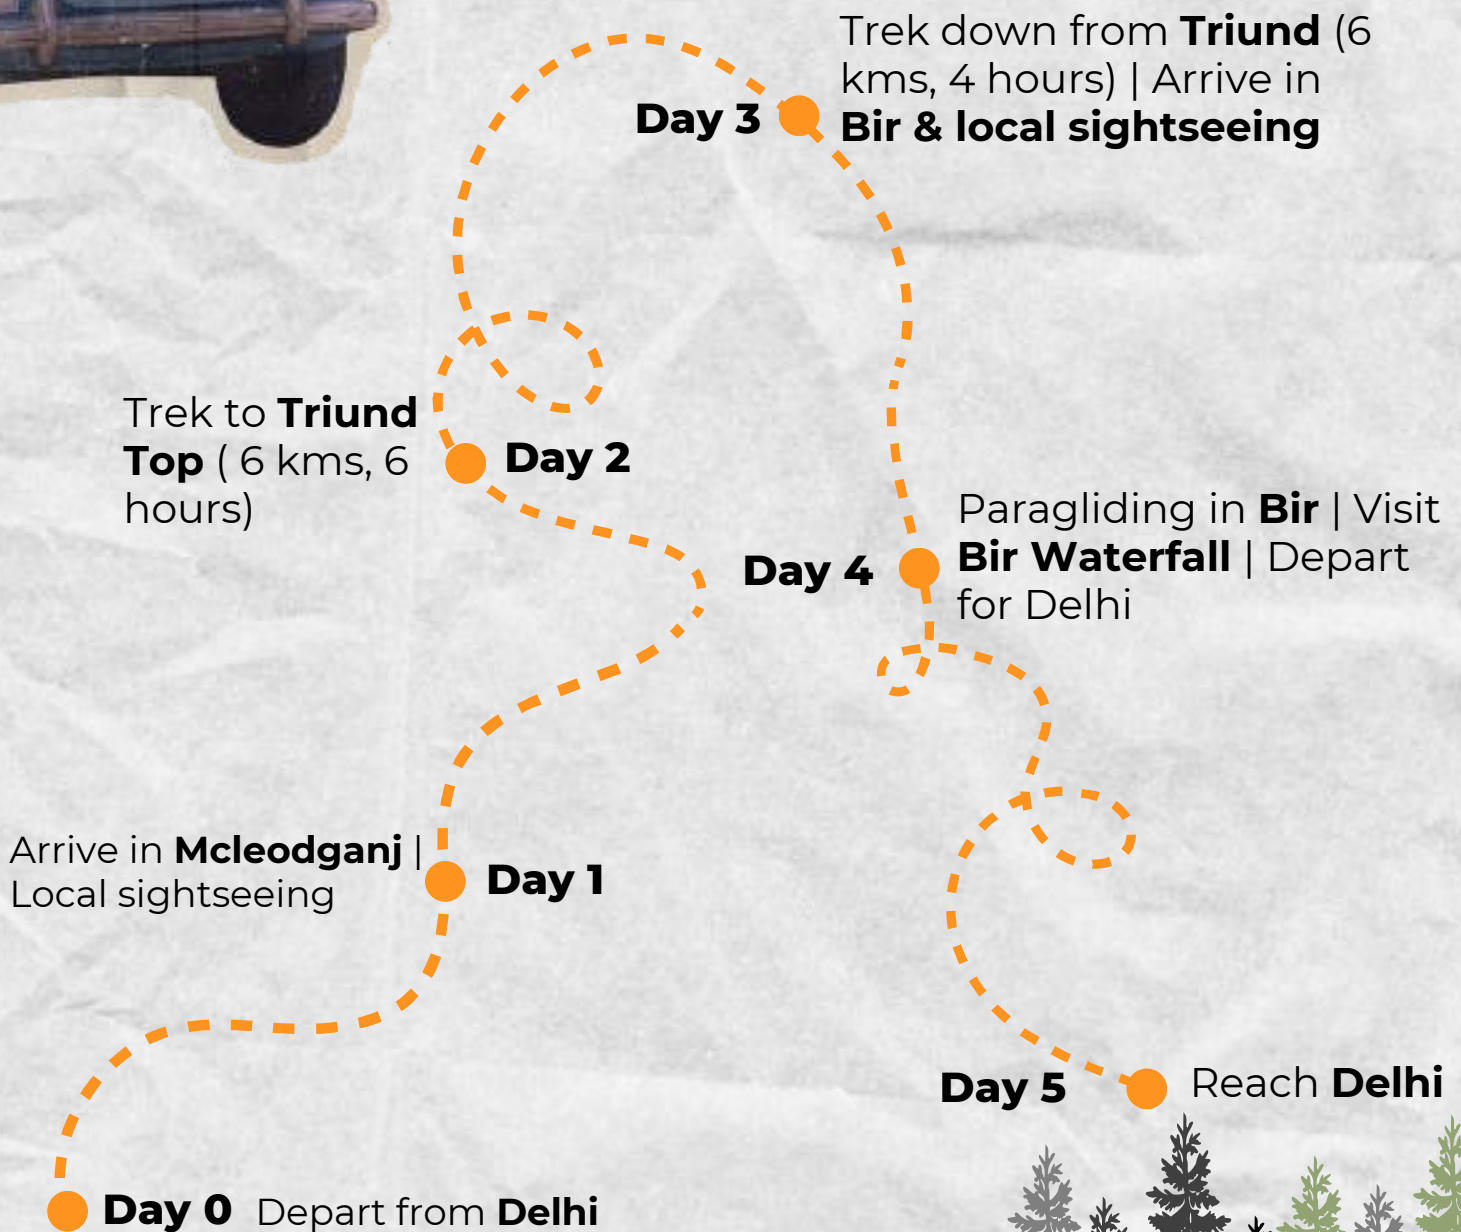 Day 3
Trek down from Triund (6
kms, 4 hours) | Arrive in
Bir & local sightseeing
Trek to Triund
Top ( 6 kms, 6
hours)
Day 2
Day 4
Paragliding in Bir | Visit
Bir Waterfall | Depart
for Delhi
Arrive in Mcleodganj |
Local sightseeing
Day 1
Day 5
Reach Delhi
Day 0 Depart from Delhi